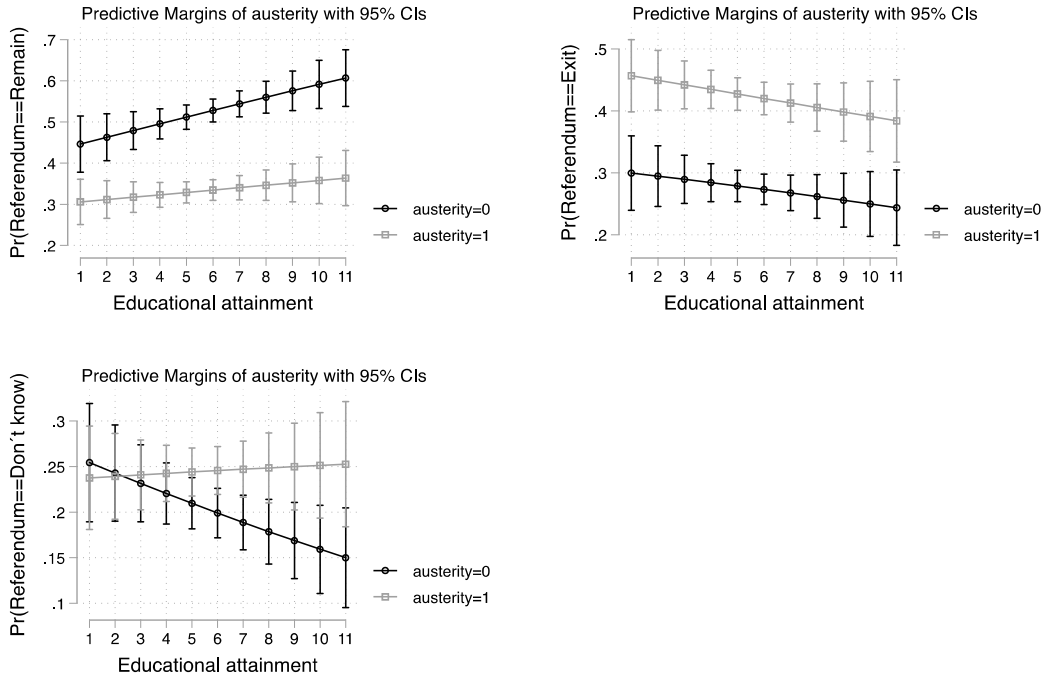 Predictive Margins of austerity with 95% CIs
Pr(Referendum==Remain)
.7
.6
.5
.4
.3
.2
1 2 3 4 5 6 7 8 9 10 11
Educational attainment
austerity=0
austerity=1
Predictive Margins of austerity with 95% CIs
Pr(Referendum==Exit)
.5
.4
.3
.2
1 2 3 4 5 6 7 8 9 10 11
Educational attainment
austerity=0
austerity=1
Predictive Margins of austerity with 95% CIs
Pr(Referendum==Don´t know)
.3
.25
.2
.15
.1
1 2 3 4 5 6 7 8 9 10 11
Educational attainment
austerity=0
austerity=1